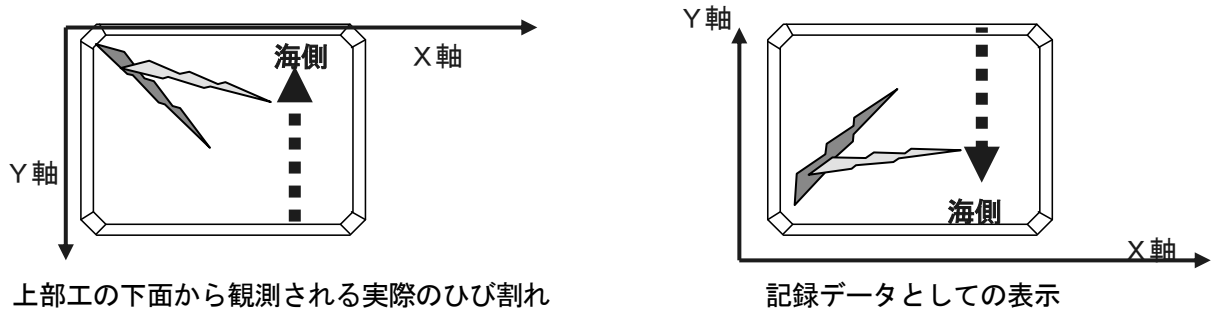 海側
X軸
Y軸
上部工の下面から観測される実際のひび割れ
Y軸
海側
X軸
記録データとしての表示